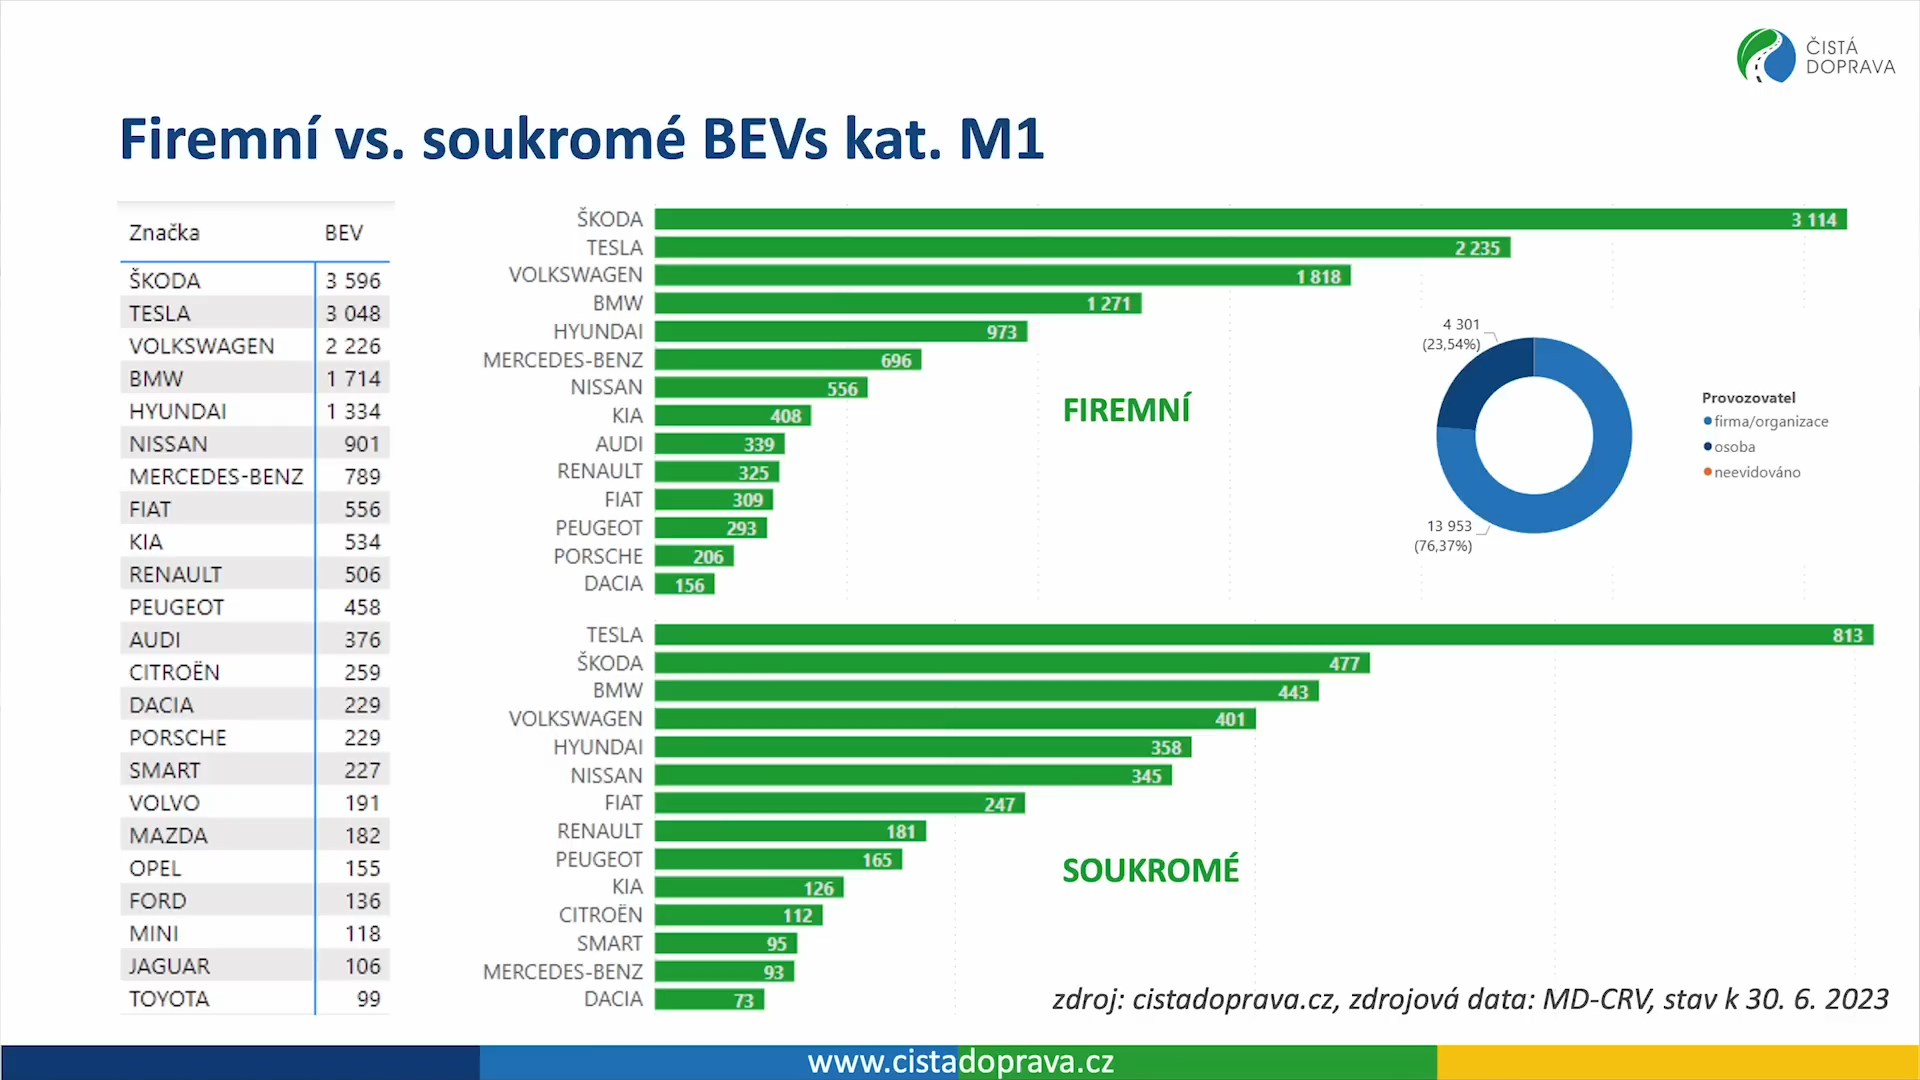 ČISTÁ
DOPRAVA
Firemní vs. soukromé BEVs kat. M1
Značka BEV
ŠKODA 3 596
TESLA 3 048
VOLKSWAGEN 2 226
BMW 1 714
HYUNDAI 1 334
NISSAN 901
MERCEDES-BENZ 789
FIAT 556
KIA 534
RENAULT 506
PEUGEOT 458
AUDI 376
CITROËN 259
DACIA 229
PORSCHE 229
SMART 227
VOLVO 191
MAZDA 182
OPEL 155
FORD 136
MINI 118
JAGUAR 106
TOYOTA 99
ŠKODA 3 114
TESLA 2 235
VOLKSWAGEN 1 818
BMW 1 271
HYUNDAI 973
MERCEDES-BENZ 696
NISSAN 556
KIA 408
AUDI 339
RENAULT 325
FIAT 309
PEUGEOT 293
PORSCHE 206
DACIA 156
FIREMNÍ
4 301
(23,54%)
13 953
(76,37%)
Provozovatel
firma/organizace
osoba
neevidováno
TESLA 813
ŠKODA 477
BMW 443
VOLKSWAGEN 401
HYUNDAI 358
NISSAN 345
FIAT 247
RENAULT 181
PEUGEOT 165
KIA 126
CITROËN 112
SMART 95
MERCEDES-BENZ 93
DACIA 73
SOUKROMÉ
zdroj: cistadoprava.cz, zdrojová data: MD-CRV, stav k 30. 6. 2023
www.cistadoprava.cz